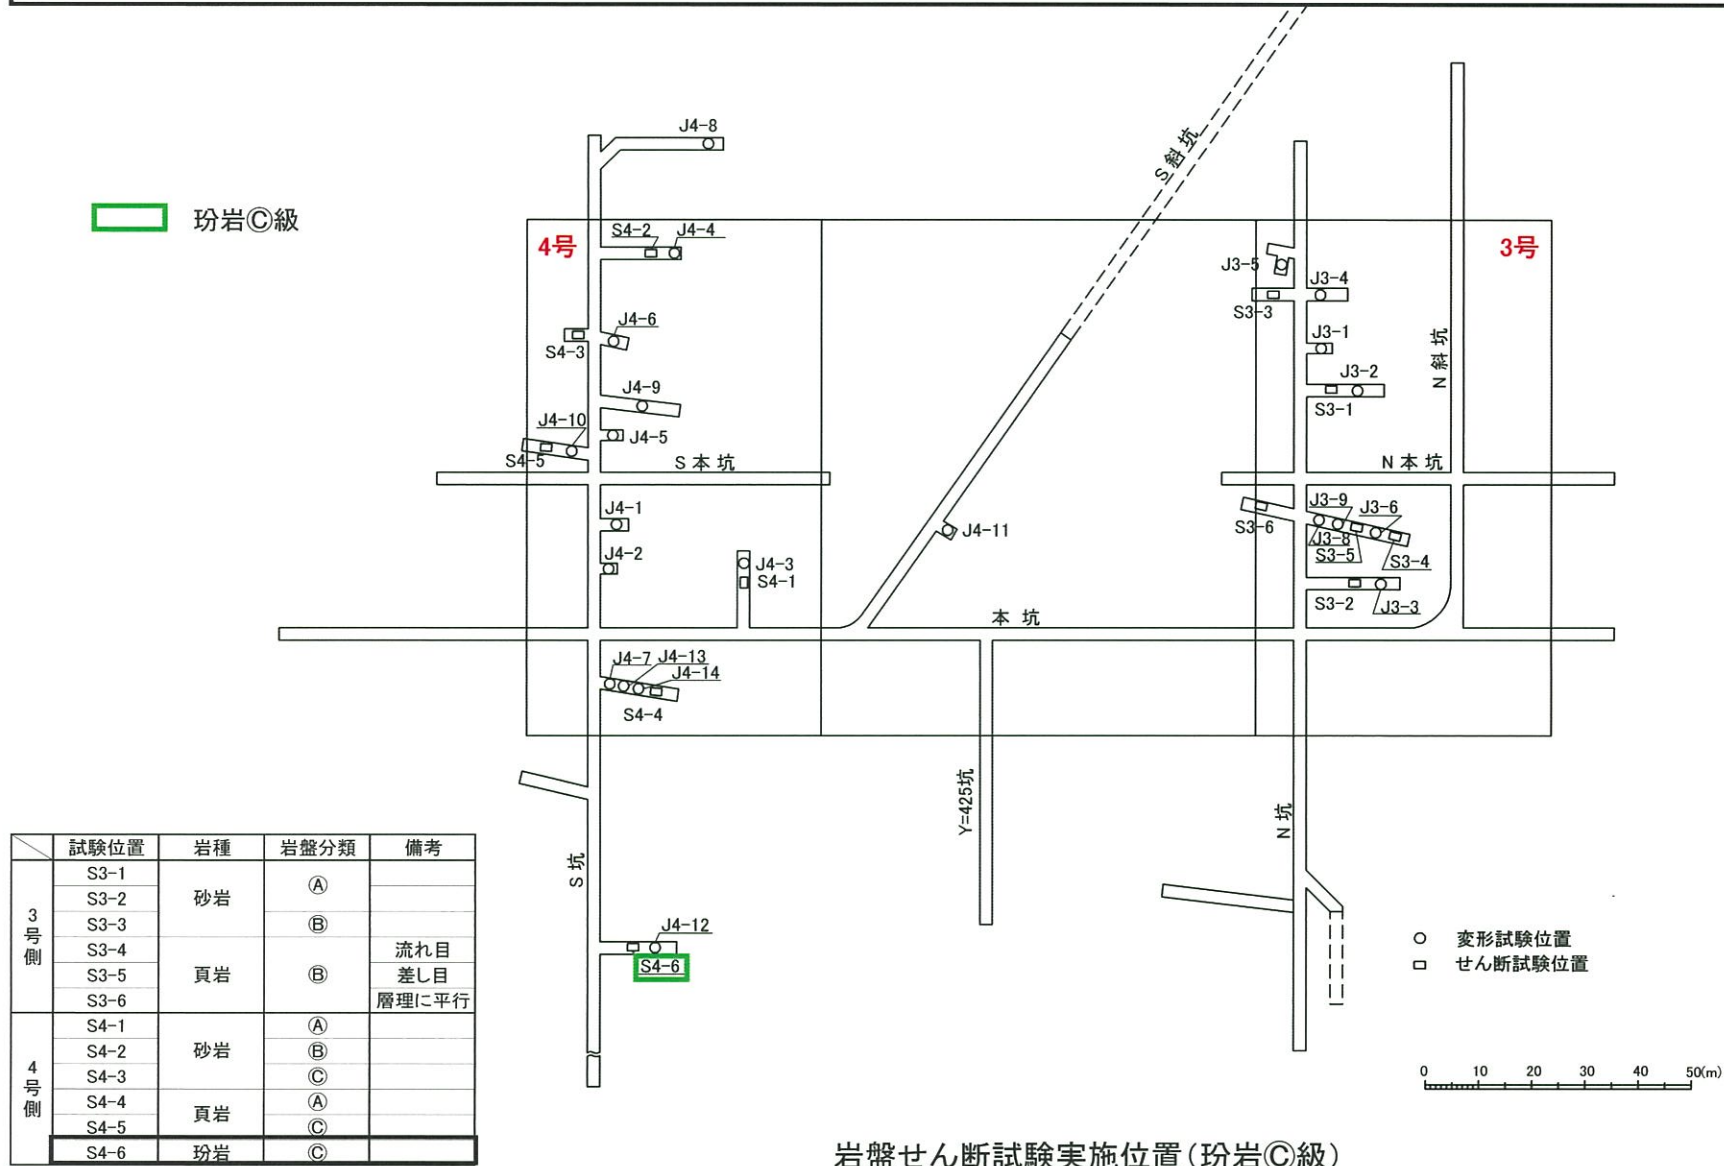 J4-8
S斜坑
玢岩Ⓒ級
4号
S4-2 J4-4
3号
J3-5
J3-4
S3-3
J4-6
S4-3
J3-1
N斜坑
J3-2
S3-1
J4-9
J4-10
J4-5
S4-5
S本坑
N本坑
J4-1
J4-2
J4-3
S4-1
J4-11
J3-9
J3-6
S3-6
J3-8
S3-5
S3-4
S3-2
J3-3
本坑
J4-7 J4-13
J4-14
S4-4
Y=425坑
N坑
S坑
J4-12
S4-6
試験位置 岩種 岩盤分類 備考
3号側
S3-1 砂岩 Ⓐ
S3-2
S3-3 Ⓑ
S3-4 頁岩 Ⓑ 流れ目
S3-5 差し目
S3-6 層理に平行
4号側
S4-1 砂岩 Ⓐ
S4-2 Ⓑ
S4-3 Ⓒ
S4-4 頁岩 Ⓐ
S4-5 Ⓒ
S4-6 玢岩 Ⓒ
変形試験位置
せん断試験位置
0 10 20 30 40 50(m)
岩盤せん断試験実施位置(玢岩Ⓒ級)